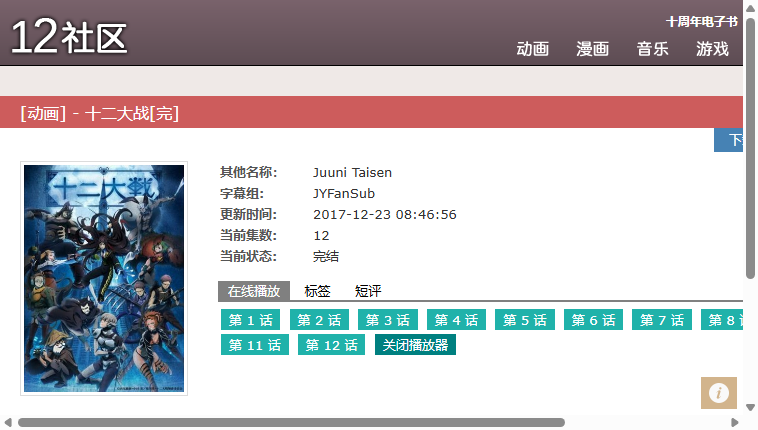 12社区
十周年电子书
动画 漫画 音乐 游戏
[动画] - 十二大战[完]
十二大戦
其他名称: Juuni Taisen
字幕组: JYFanSub
更新时间: 2017-12-23 08:46:56
当前集数: 12
当前状态: 完结
在线播放 标签 短评
第 1 话 第 2 话 第 3 话 第 4 话 第 5 话 第 6 话 第 7 话 第 8
第 11 话 第 12 话 关闭播放器